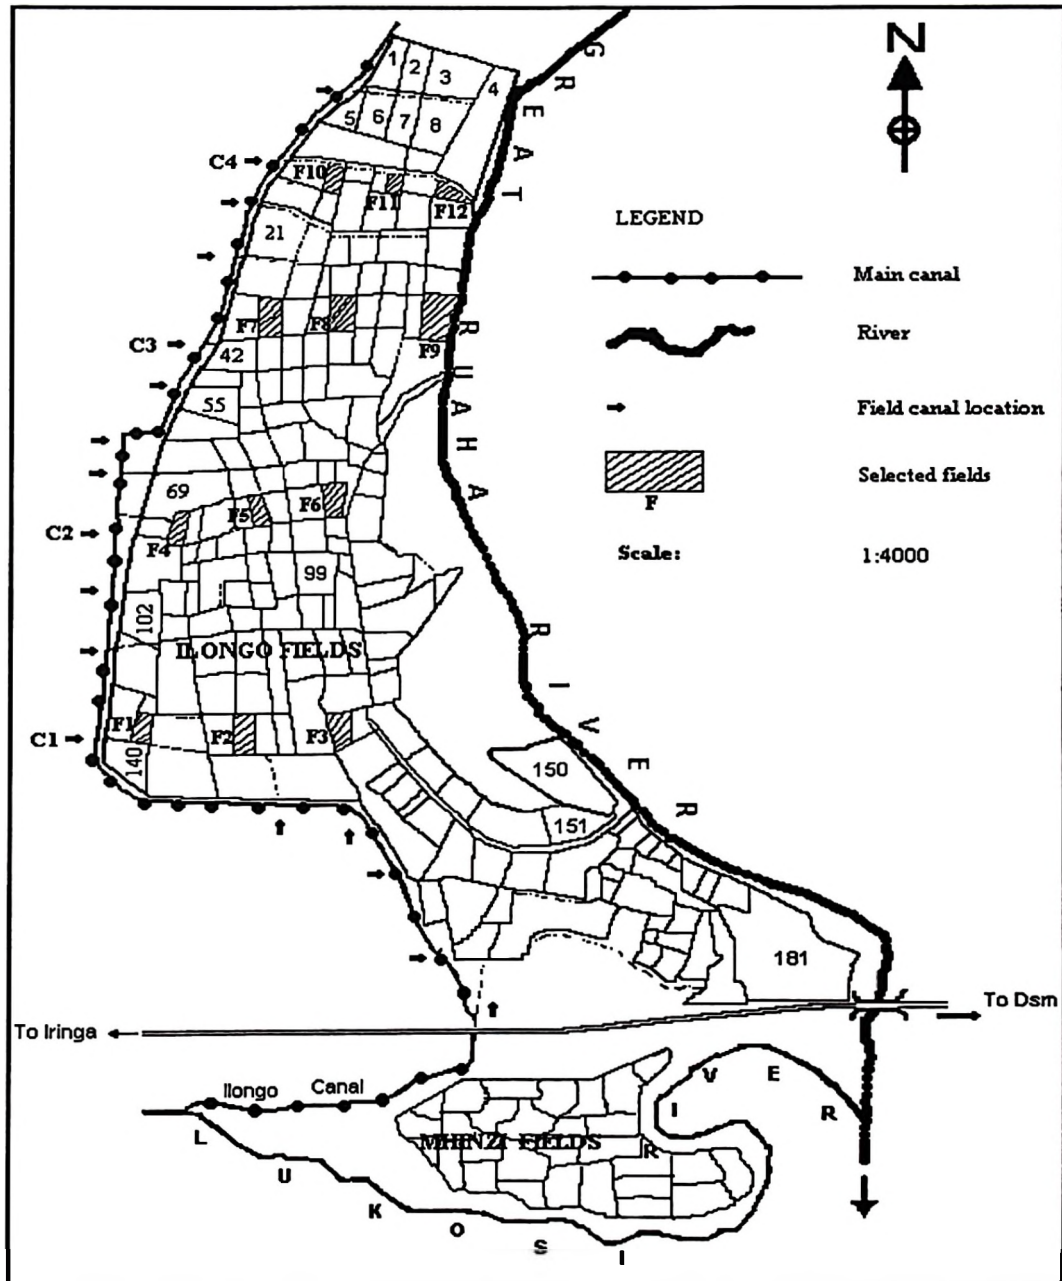 N
GREAT RUAHA RIVER
1
2
3
4
5
6
7
8
C4
F10
F11
F12
21
LEGEND
Main canal
River
Field canal location
Selected fields
F
Scale: 1:4000
F7
F8
F9
C3
42
55
69
F4
F5
F6
C2
99
102
ILONGO FIELDS
F1
F2
F3
C1
140
150
151
181
To Dsm
To Iringa
Ilongo Canal
MHINZI FIELDS
LUKOSI RIVER